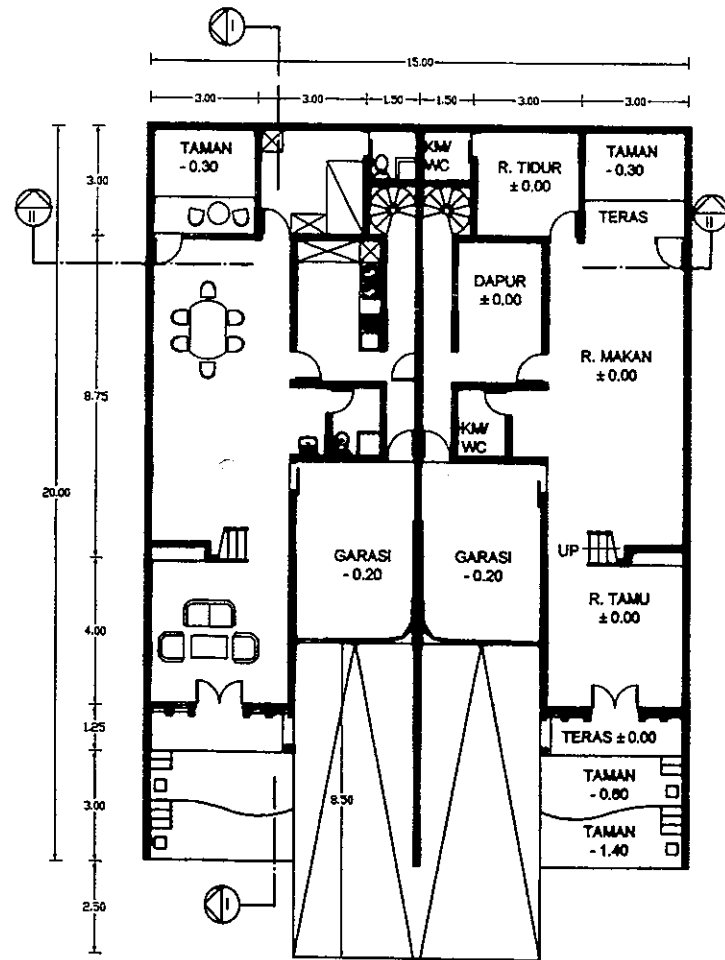 I
15.00
3.00
3.00
1.50
1.50
3.00
3.00
TAMAN
- 0.30
KM/
WC
R. TIDUR
± 0.00
TAMAN
- 0.30
3.00
II
TERAS
II
DAPUR
± 0.00
R. MAKAN
± 0.00
8.75
KM/
WC
20.00
GARASI
- 0.20
GARASI
- 0.20
UP
R. TAMU
± 0.00
4.00
1.25
TERAS ± 0.00
TAMAN
- 0.60
3.00
8.50
TAMAN
- 1.40
I
2.50